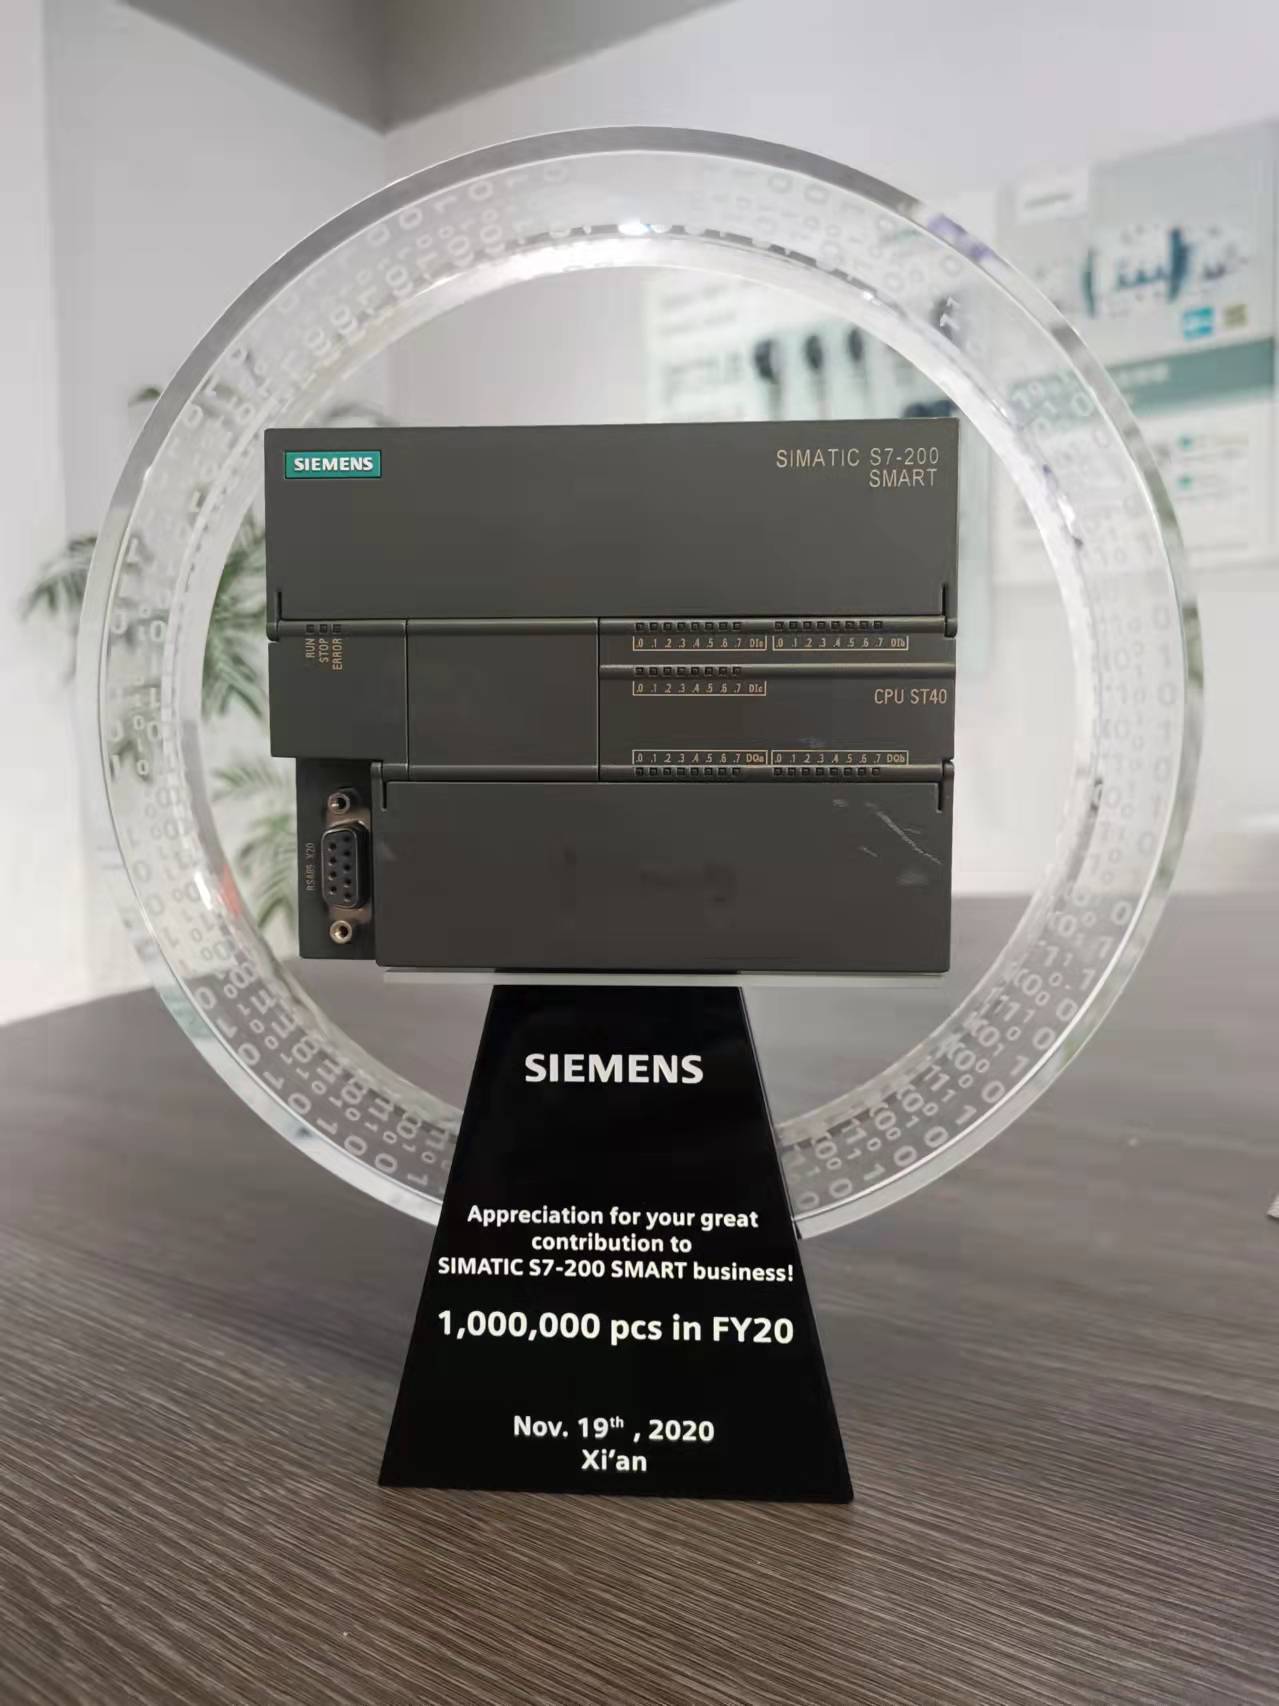 SIEMENS
SIMATIC S7-200
SMART
RUN
STOP
ERROR
.0 .1 .2 .3 .4 .5 .6 .7 DIa .0 .1 .2 .3 .4 .5 .6 .7 DIb
.0 .1 .2 .3 .4 .5 .6 .7 DIc
CPU ST40
.0 .1 .2 .3 .4 .5 .6 .7 DQa .0 .1 .2 .3 .4 .5 .6 .7 DQb
RS485 X20
SIEMENS
Appreciation for your great
contribution to
SIMATIC S7-200 SMART business!
1,000,000 pcs in FY20
Nov. 19th , 2020
Xi'an